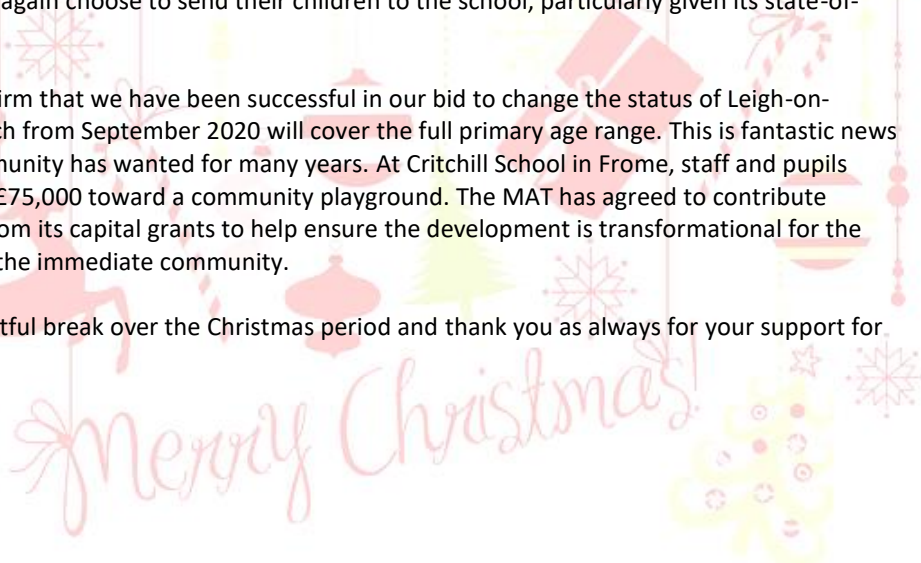 again choose to send their children to the school, particularly given its state-of-
irm that we have been successful in our bid to change the status of Leigh-on-
ch from September 2020 will cover the full primary age range. This is fantastic news
munity has wanted for many years. At Critchill School in Frome, staff and pupils
£75,000 toward a community playground. The MAT has agreed to contribute
om its capital grants to help ensure the development is transformational for the
the immediate community.
tful break over the Christmas period and thank you as always for your support for
Merry Christmas!